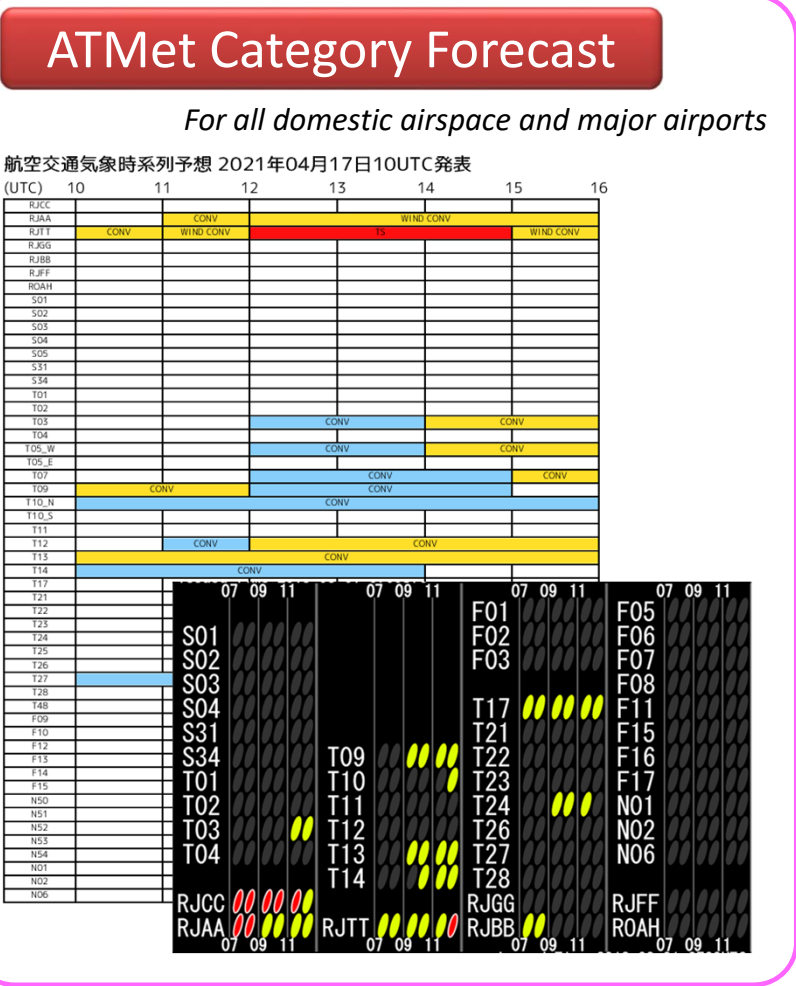 ATMet Category Forecast
For all domestic airspace and major airports
航空交通気象時系列予想 2021年04月17日10UTC発表
(UTC) 10 11 12 13 14 15 16
RJCC
RJAA CONV WIND CONV
RJTT CONV WIND CONV TS WIND CONV
RJGG
RJBB
RJFF
ROAH
S01
S02
S03
S04
S05
S31
S34
T01
T02
T03 CONV CONV
T04
T05_W CONV CONV
T05_E
T07 CONV CONV
T09 CONV CONV
T10_N CONV
T10_S
T11
T12 CONV CONV
T13 CONV
T14 CONV
T17
T21
T22
T23
T24
T25
T26
T27
T28
T48
F09
F10
F12
F13
F14
F15
N50
N51
N52
N53
N54
N01
N02
N06
07 09 11 07 09 11 07 09 11 07 09 11
F01 F05
S01 F02 F06
S02 F03 F07
S03 F08
S04 T17 F11
S31 T21 F15
S34 T09 T22 F16
T01 T10 T23 F17
T02 T11 T24 N01
T03 T12 T26 N02
T04 T13 T27 N06
T14 T28
RJCC RJGG RJFF
RJAA RJTT RJBB ROAH
07 09 11 07 09 11 07 09 11 07 09 11